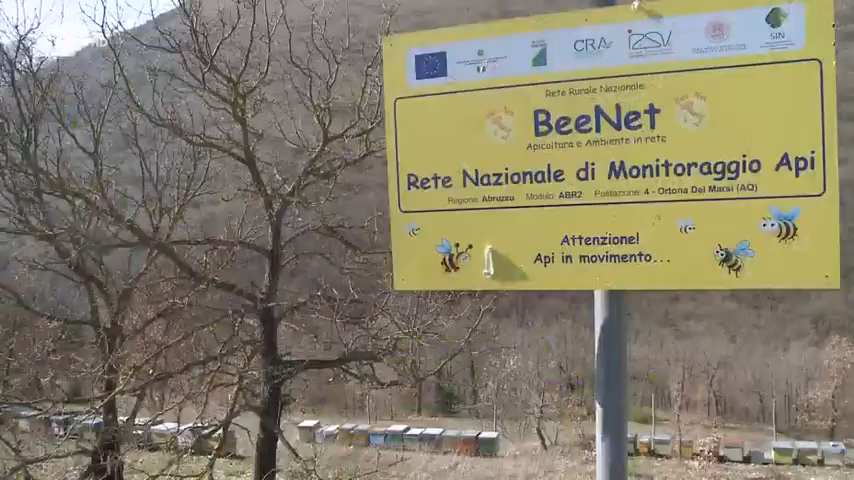 CRA
IZSV
SIN
Rete Rurale Nazionale
BeeNet
Apicoltura e Ambiente in rete
Rete Nazionale di Monitoraggio Api
Regione: Abruzzo Modulo: ABR2 Postazione: 4 - Ortona Dei Marsi (AQ)
Attenzione!
Api in movimento...